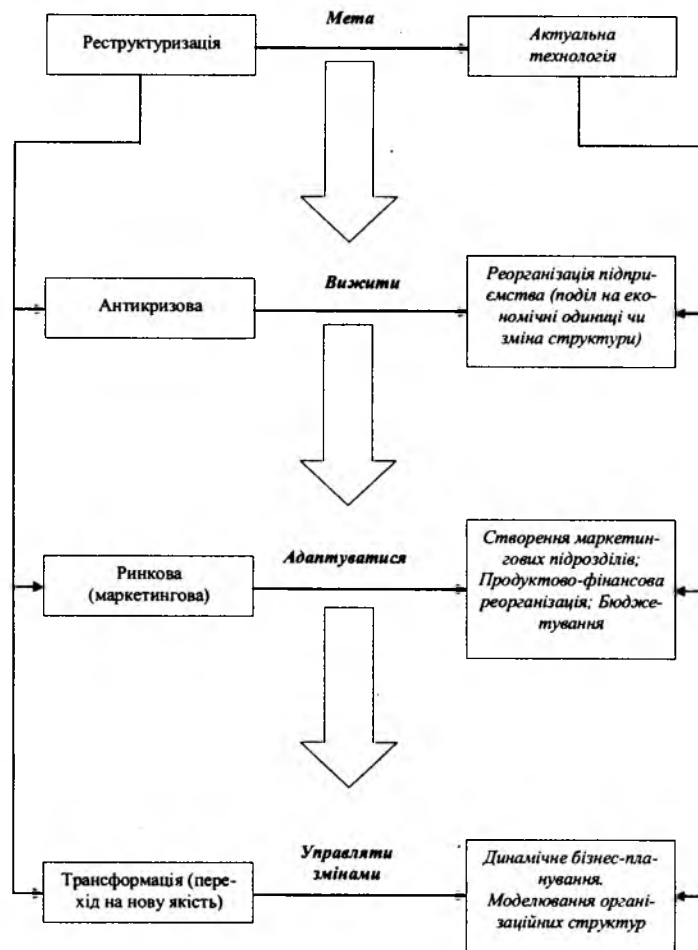 Мета
Реструктуризація
Актуальна
технологія
Вижити
Антикризова
Реорганізація підпри-
ємства (поділ на еко-
номічні одиниці чи
зміна структури)
Адаптуватися
Ринкова
(маркетингова)
Створення маркетин-
гових підрозділів;
Продуктово-фінансова
реорганізація; Бюдже-
тування
Управляти
змінами
Трансформація (пере-
хід на нову якість)
Динамічне бізнес-пла-
нування.
Моделювання органі-
заційних структур